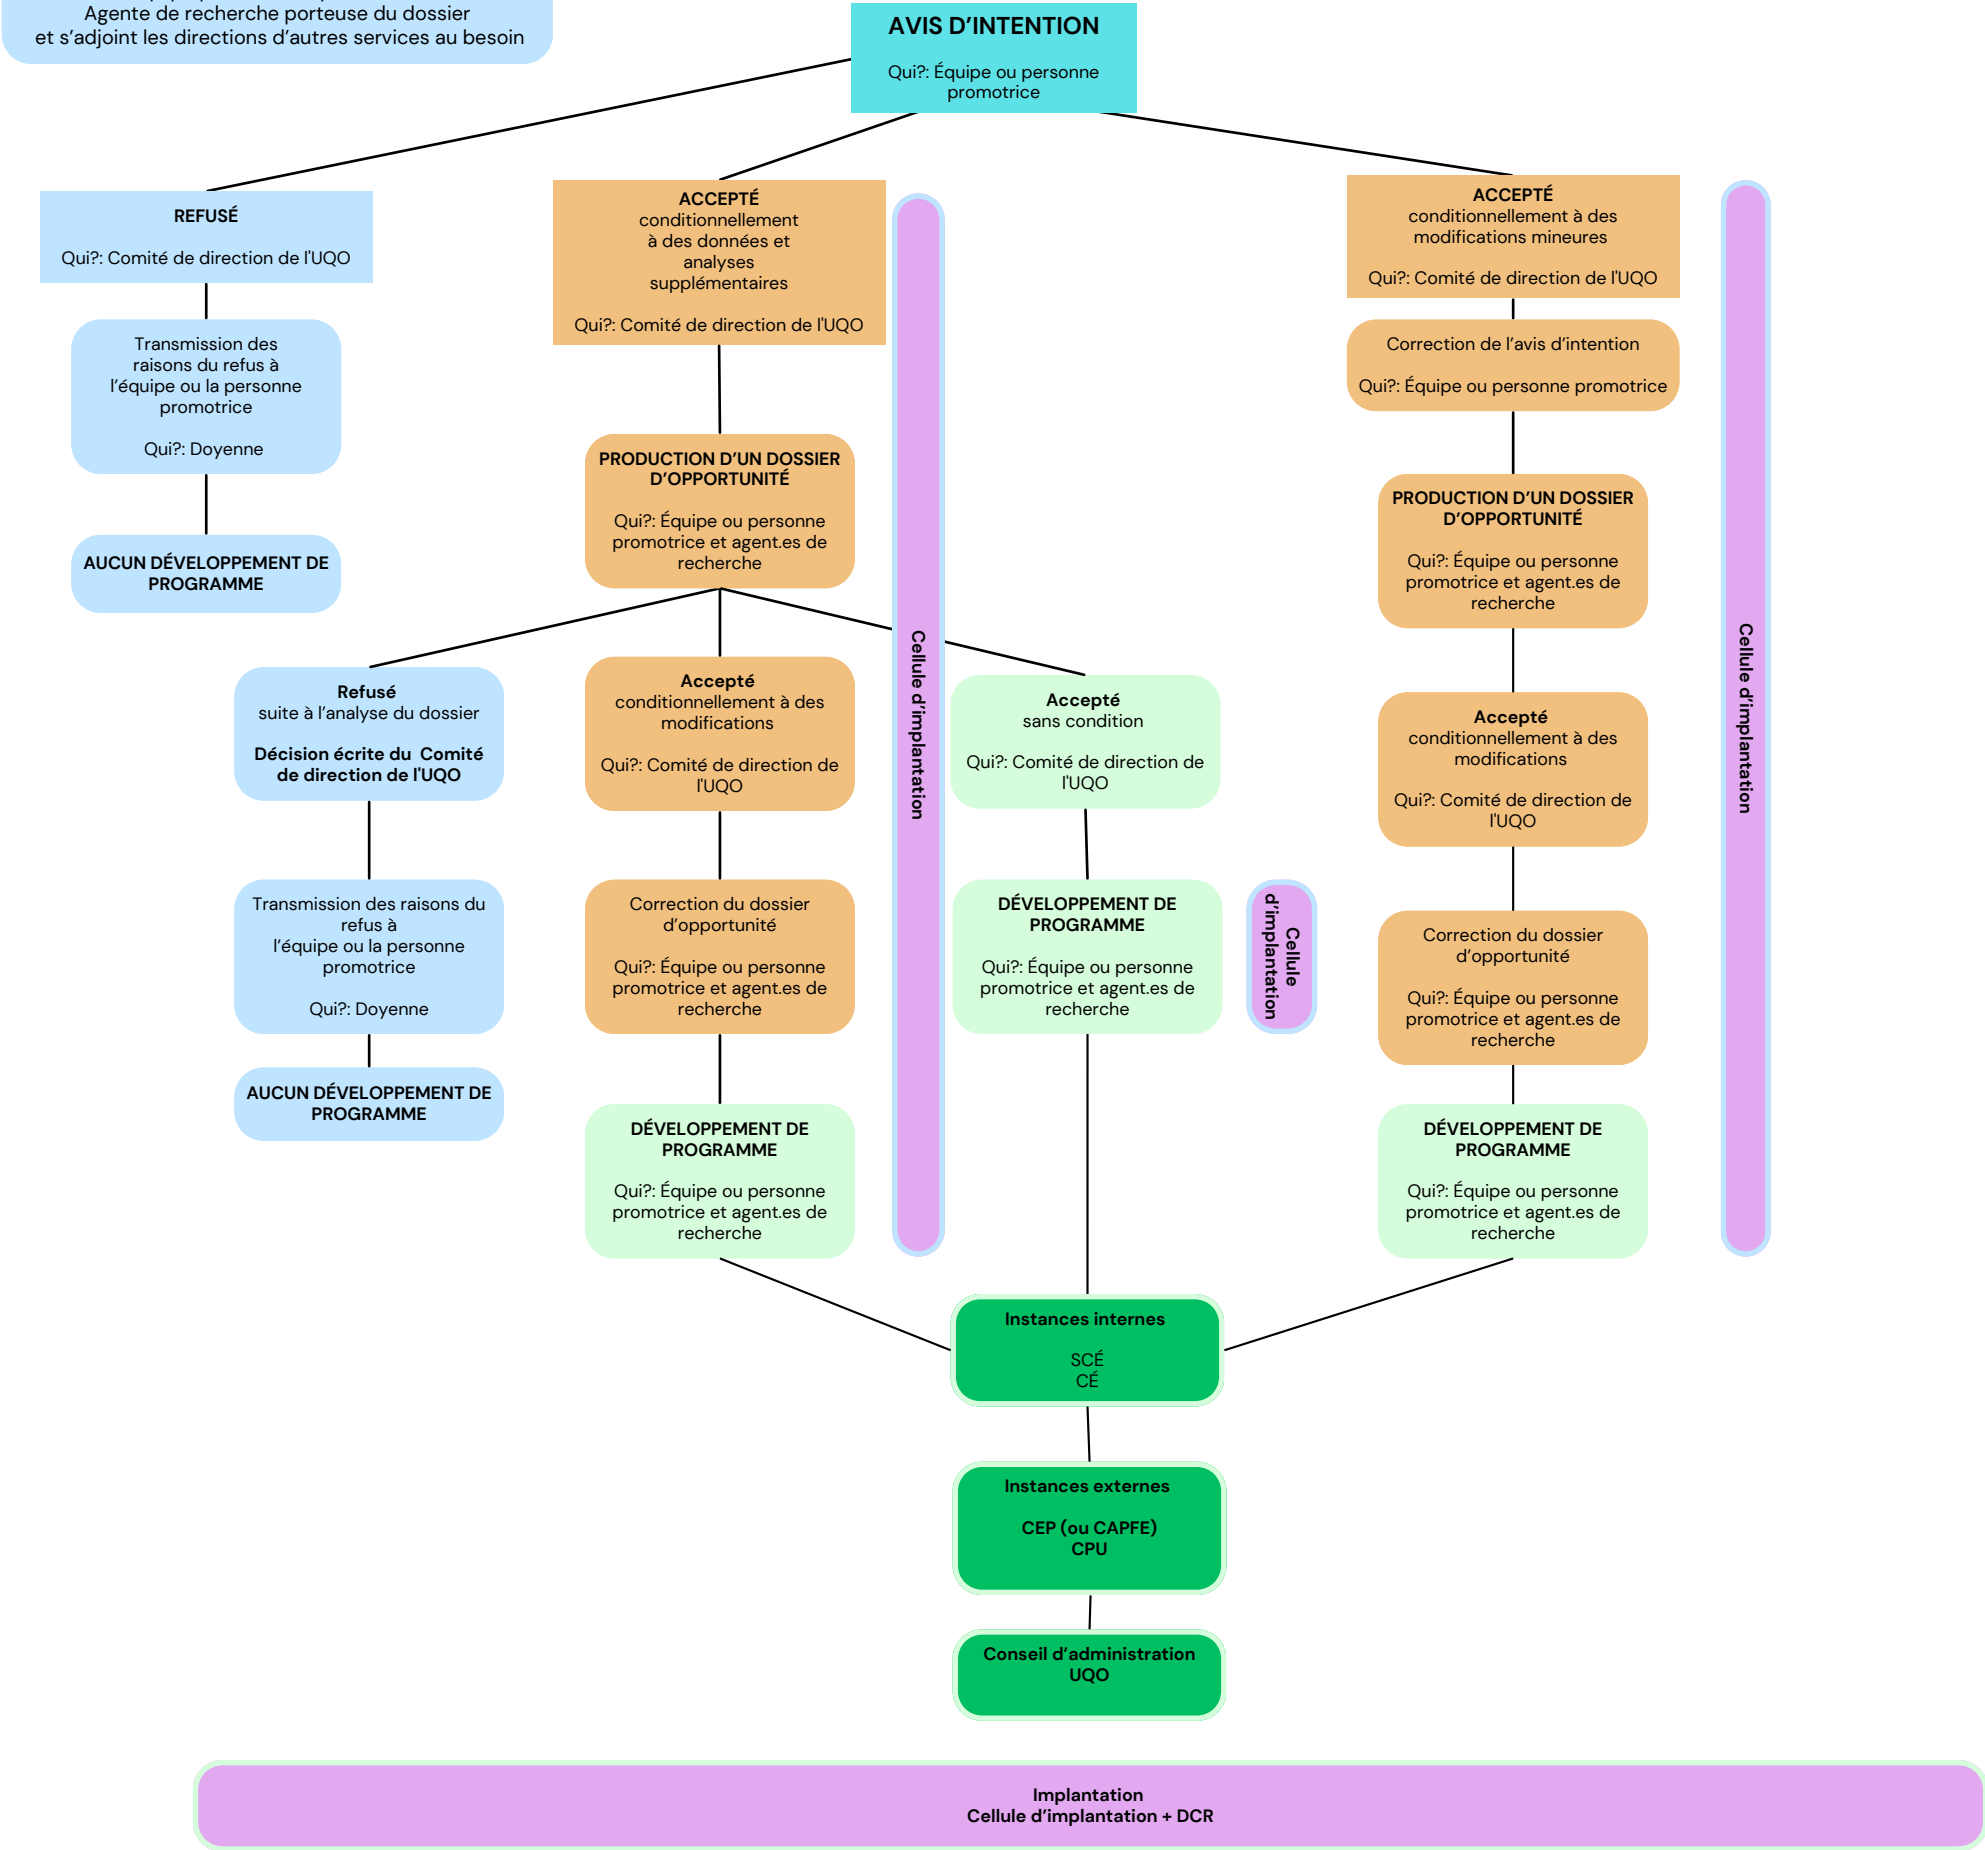 Agente de recherche porteuse du dossier
et s’adjoint les directions d’autres services au besoin
AVIS D’INTENTION
Qui?: Équipe ou personne
promotrice
REFUSÉ
Qui?: Comité de direction de l'UQO
Transmission des
raisons du refus à
l’équipe ou la personne
promotrice
Qui?: Doyenne
AUCUN DÉVELOPPEMENT DE
PROGRAMME
ACCEPTÉ
conditionnellement
à des données et
analyses
supplémentaires
Qui?: Comité de direction de l'UQO
PRODUCTION D’UN DOSSIER
D’OPPORTUNITÉ
Qui?: Équipe ou personne
promotrice et agent.es de
recherche
Cellule d’implantation
ACCEPTÉ
conditionnellement à des
modifications mineures
Qui?: Comité de direction de l'UQO
Correction de l’avis d’intention
Qui?: Équipe ou personne promotrice
PRODUCTION D’UN DOSSIER
D’OPPORTUNITÉ
Qui?: Équipe ou personne
promotrice et agent.es de
recherche
Cellule d’implantation
Refusé
suite à l’analyse du dossier
Décision écrite du Comité
de direction de l'UQO
Transmission des raisons du
refus à
l’équipe ou la personne
promotrice
Qui?: Doyenne
AUCUN DÉVELOPPEMENT DE
PROGRAMME
Accepté
conditionnellement à des
modifications
Qui?: Comité de direction de
l'UQO
Correction du dossier
d’opportunité
Qui?: Équipe ou personne
promotrice et agent.es de
recherche
DÉVELOPPEMENT DE
PROGRAMME
Qui?: Équipe ou personne
promotrice et agent.es de
recherche
Accepté
sans condition
Qui?: Comité de direction de
l'UQO
DÉVELOPPEMENT DE
PROGRAMME
Qui?: Équipe ou personne
promotrice et agent.es de
recherche
Cellule
d’implantation
Accepté
conditionnellement à des
modifications
Qui?: Comité de direction de
l'UQO
Correction du dossier
d’opportunité
Qui?: Équipe ou personne
promotrice et agent.es de
recherche
DÉVELOPPEMENT DE
PROGRAMME
Qui?: Équipe ou personne
promotrice et agent.es de
recherche
Instances internes
SCÉ
CÉ
Instances externes
CEP (ou CAPFE)
CPU
Conseil d’administration
UQO
Implantation
Cellule d’implantation + DCR